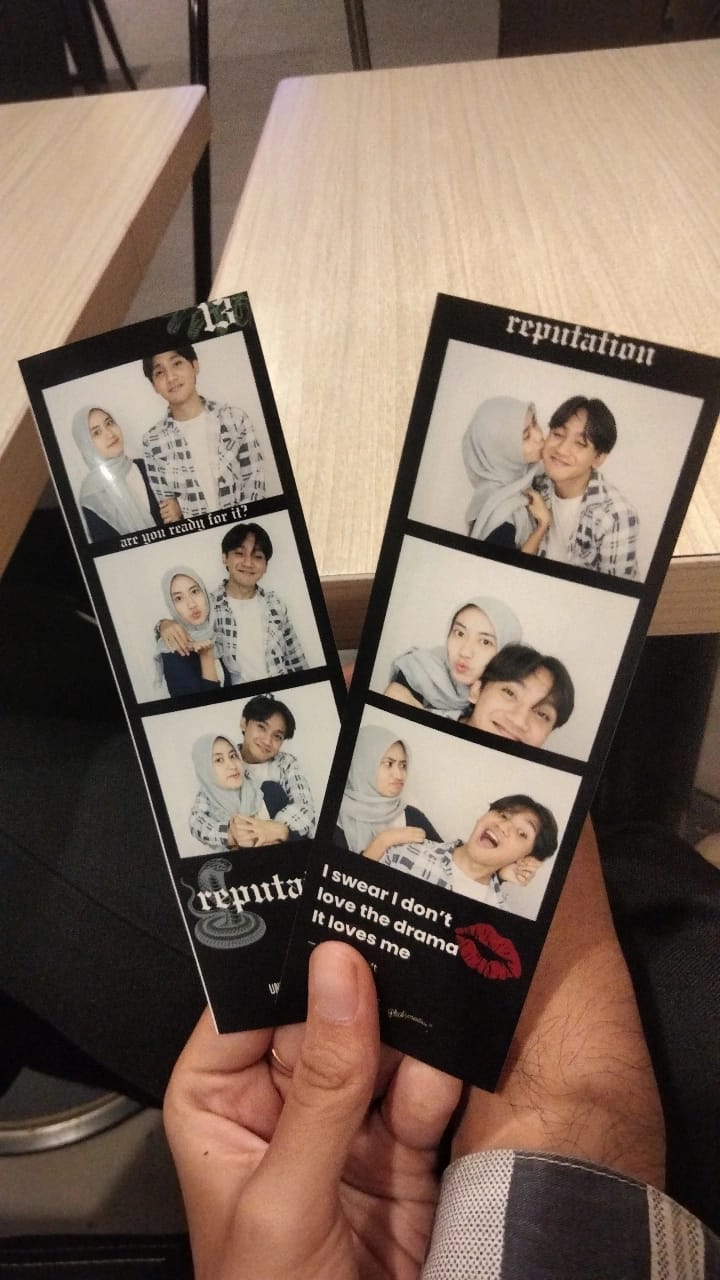 13
are you ready for it?
reputa
reputation
I swear I don't
love the drama
It loves me